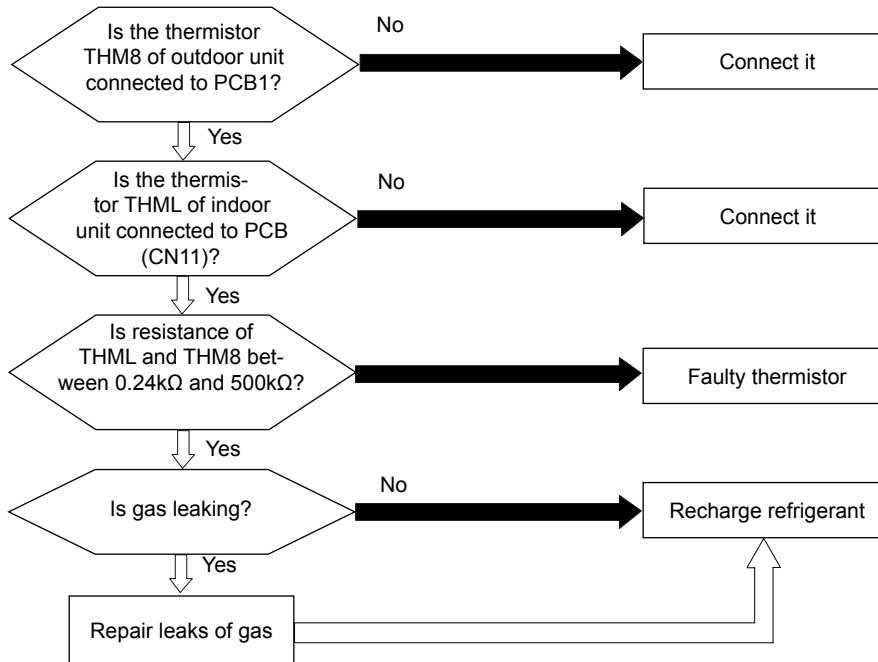 Is the thermistor
THM8 of outdoor unit
connected to PCB1?
No
Connect it
Yes
Is the thermis-
tor THML of indoor
unit connected to PCB
(CN11)?
No
Connect it
Yes
Is resistance of
THML and THM8 bet-
ween 0.24kΩ and 500kΩ?
Faulty thermistor
Yes
Is gas leaking?
No
Recharge refrigerant
Yes
Repair leaks of gas